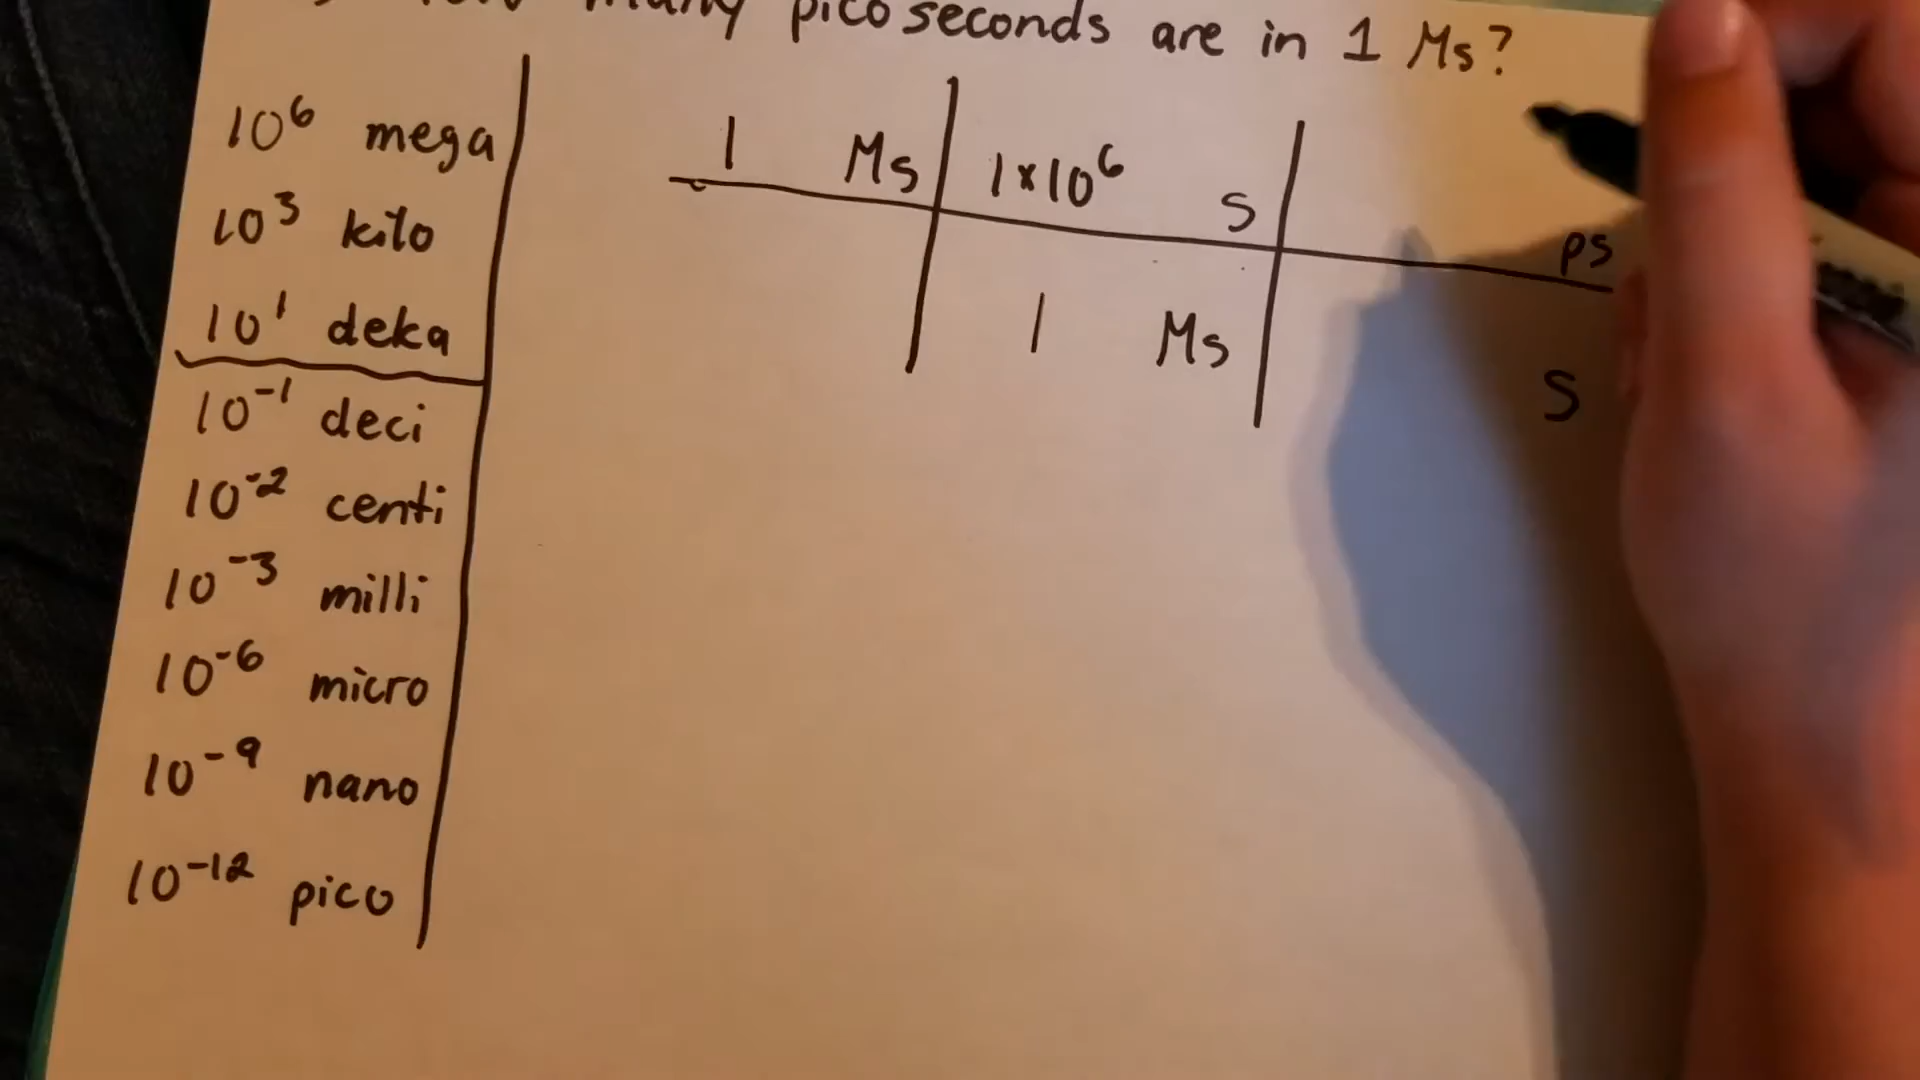 many picoseconds are in 1 Ms?
10⁶ mega
10³ kilo
10¹ deka
10⁻¹ deci
10⁻² centi
10⁻³ milli
10⁻⁶ micro
10⁻⁹ nano
10⁻¹² pico
1 Ms | 1×10⁶ s | ps
1 Ms | s